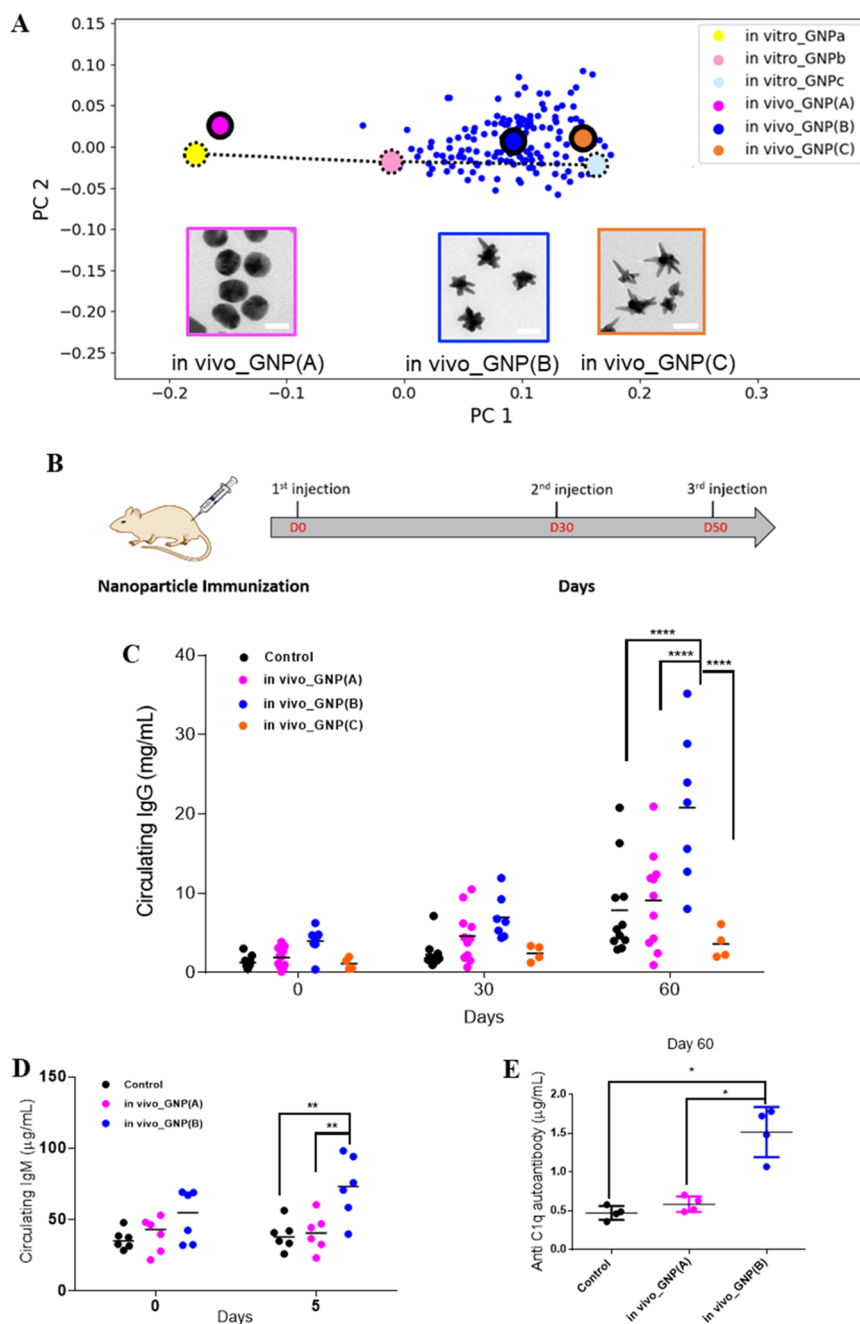 A
0.15
0.10
0.05
0.00
−0.05
−0.10
−0.15
−0.20
−0.25
PC 2
in vitro_GNPa
in vitro_GNPb
in vitro_GNPc
in vivo_GNP(A)
in vivo_GNP(B)
in vivo_GNP(C)
in vivo_GNP(A)
in vivo_GNP(B)
in vivo_GNP(C)
−0.2
−0.1
0.0
0.1
0.2
0.3
PC 1
B
1st injection
2nd injection
3rd injection
D0
D30
D50
Nanoparticle Immunization
Days
C
Circulating IgG (mg/mL)
40
30
20
10
0
Control
in vivo_GNP(A)
in vivo_GNP(B)
in vivo_GNP(C)
****
****
****
0
30
60
Days
D
Circulating IgM (µg/mL)
150
100
50
0
Control
in vivo_GNP(A)
in vivo_GNP(B)
**
**
0
5
Days
E
Day 60
Anti C1q autoantibody (µg/mL)
2.0
1.5
1.0
0.5
0.0
*
*
Control
in vivo_GNP(A)
in vivo_GNP(B)